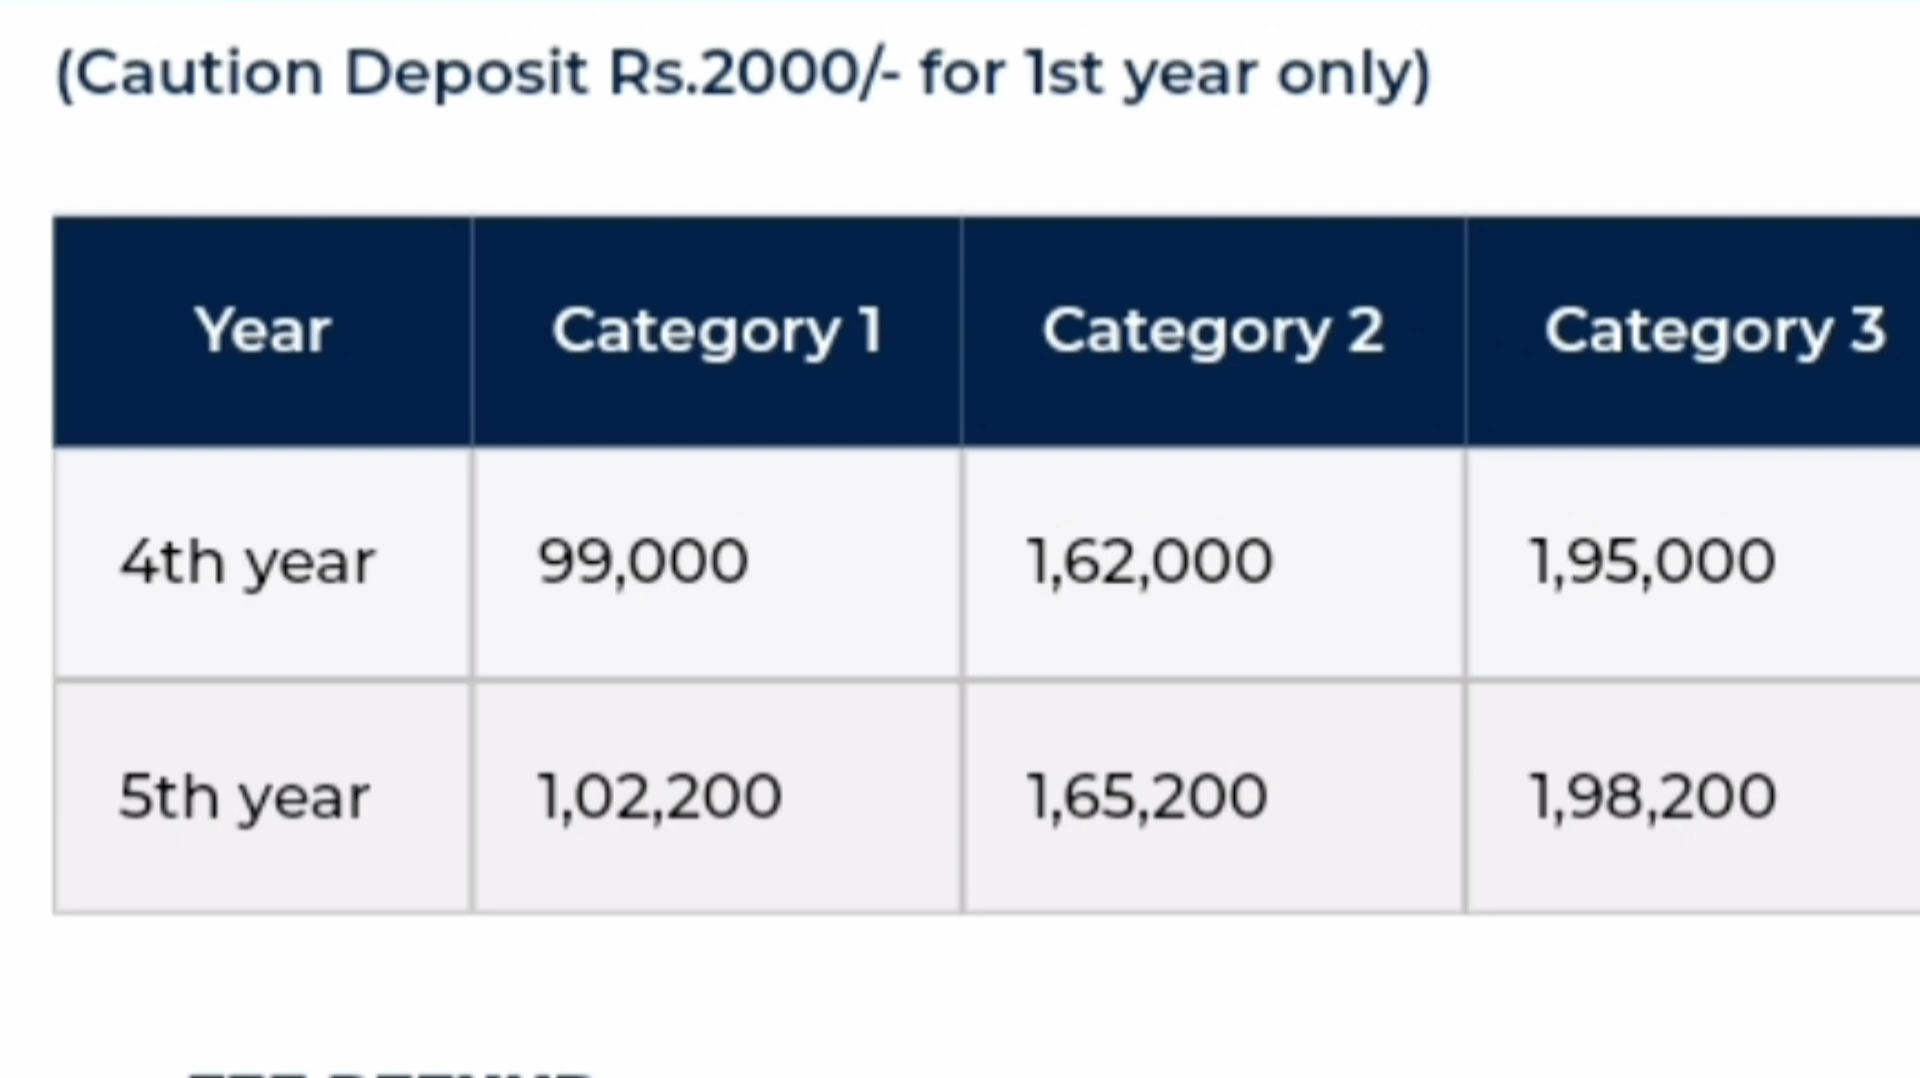 (Caution Deposit Rs.2000/- for 1st year only)
Year Category 1 Category 2 Category 3
4th year 99,000 1,62,000 1,95,000
5th year 1,02,200 1,65,200 1,98,200